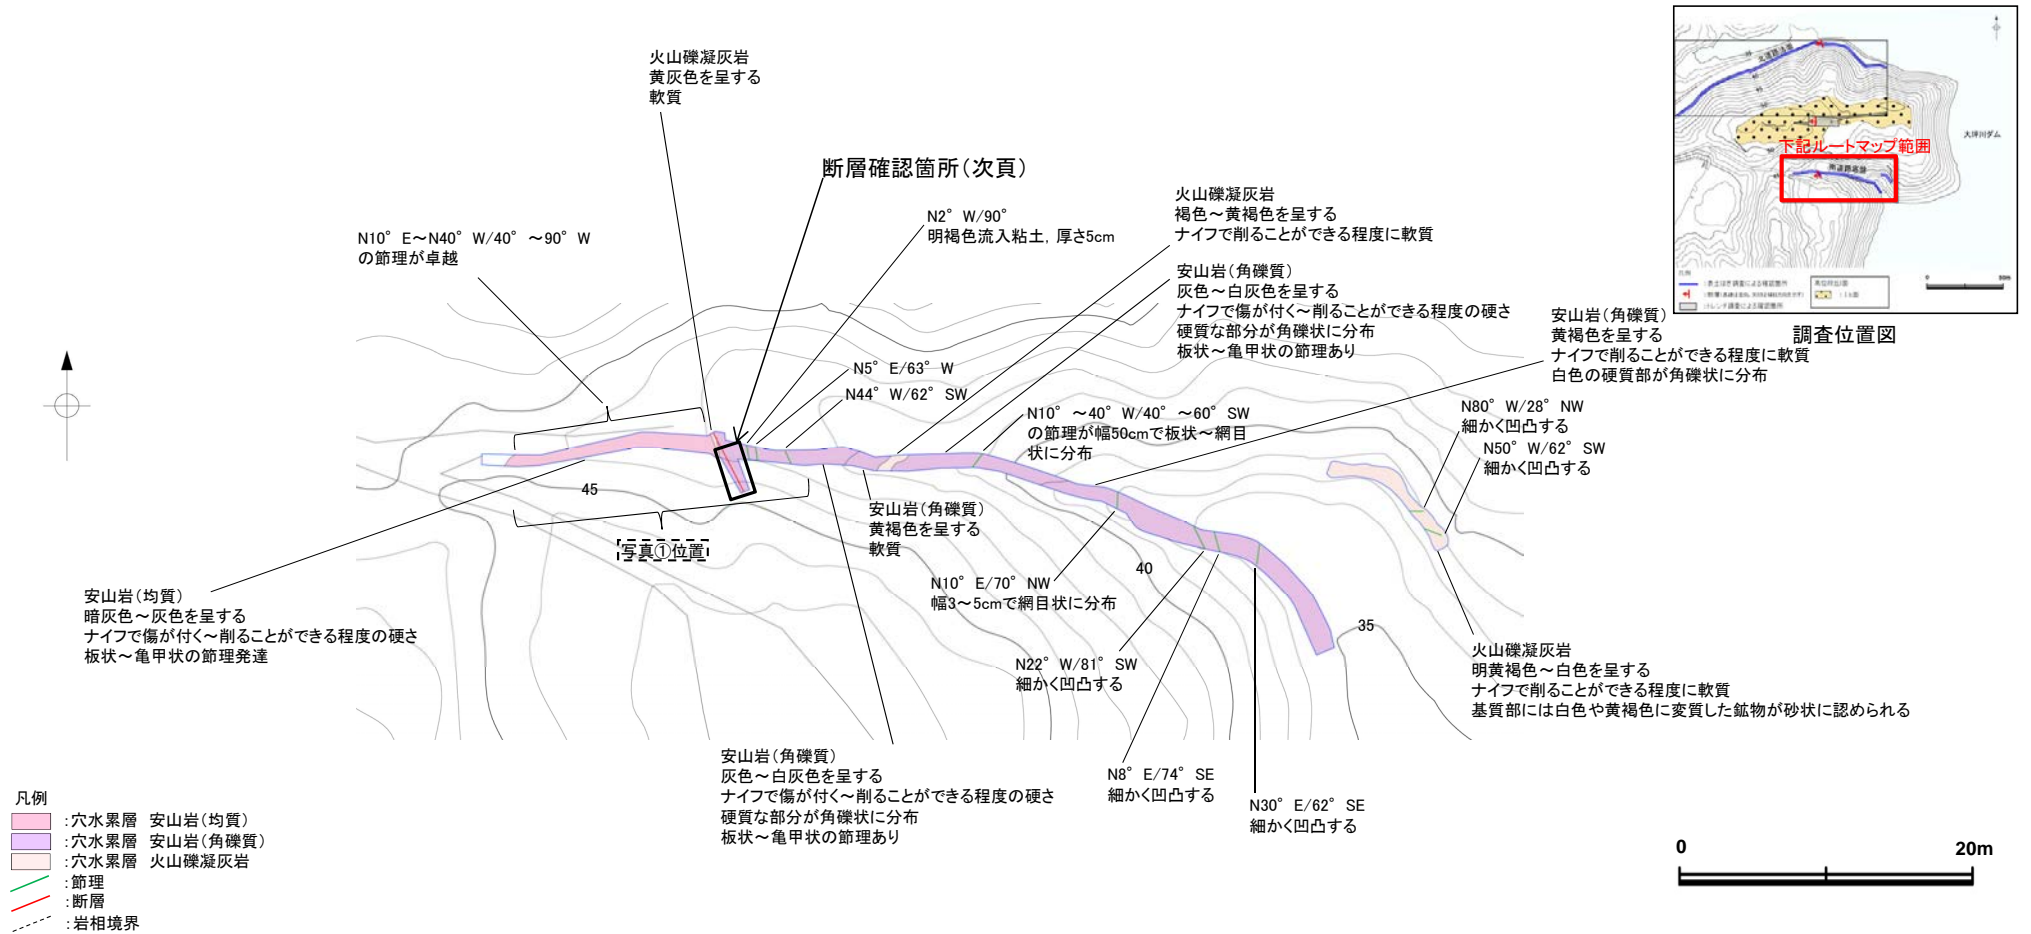 火山礫凝灰岩
黄灰色を呈する
軟質
断層確認箇所(次頁)
N2°W/90°
明褐色流入粘土，厚さ5cm
火山礫凝灰岩
褐色～黄褐色を呈する
ナイフで削ることができる程度に軟質
N10°E～N40°W/40°～90°W
の節理が卓越
安山岩(角礫質)
灰色～白灰色を呈する
ナイフで傷が付く～削ることができる程度の硬さ
硬質な部分が角礫状に分布
板状～亀甲状の節理あり
安山岩(角礫質)
黄褐色を呈する
ナイフで削ることができる程度に軟質
白色の硬質部が角礫状に分布
下記ルートマップ範囲
大坪川ダム
凡例
0
50m
調査位置図
N5°E/63°W
N44°W/62°SW
N10°～40°W/40°～60°SW
の節理が幅50cmで板状～網目
状に分布
N80°W/28°NW
細かく凹凸する
N50°W/62°SW
細かく凹凸する
45
写真①位置
安山岩(角礫質)
黄褐色を呈する
軟質
40
N10°E/70°NW
幅3～5cmで網目状に分布
35
安山岩(均質)
暗灰色～灰色を呈する
ナイフで傷が付く～削ることができる程度の硬さ
板状～亀甲状の節理発達
N22°W/81°SW
細かく凹凸する
火山礫凝灰岩
明黄褐色～白色を呈する
ナイフで削ることができる程度に軟質
基質部には白色や黄褐色に変質した鉱物が砂状に認められる
安山岩(角礫質)
灰色～白灰色を呈する
ナイフで傷が付く～削ることができる程度の硬さ
硬質な部分が角礫状に分布
板状～亀甲状の節理あり
N8°E/74°SE
細かく凹凸する
N30°E/62°SE
細かく凹凸する
凡例
:穴水累層 安山岩(均質)
:穴水累層 安山岩(角礫質)
:穴水累層 火山礫凝灰岩
:節理
:断層
:岩相境界
0
20m